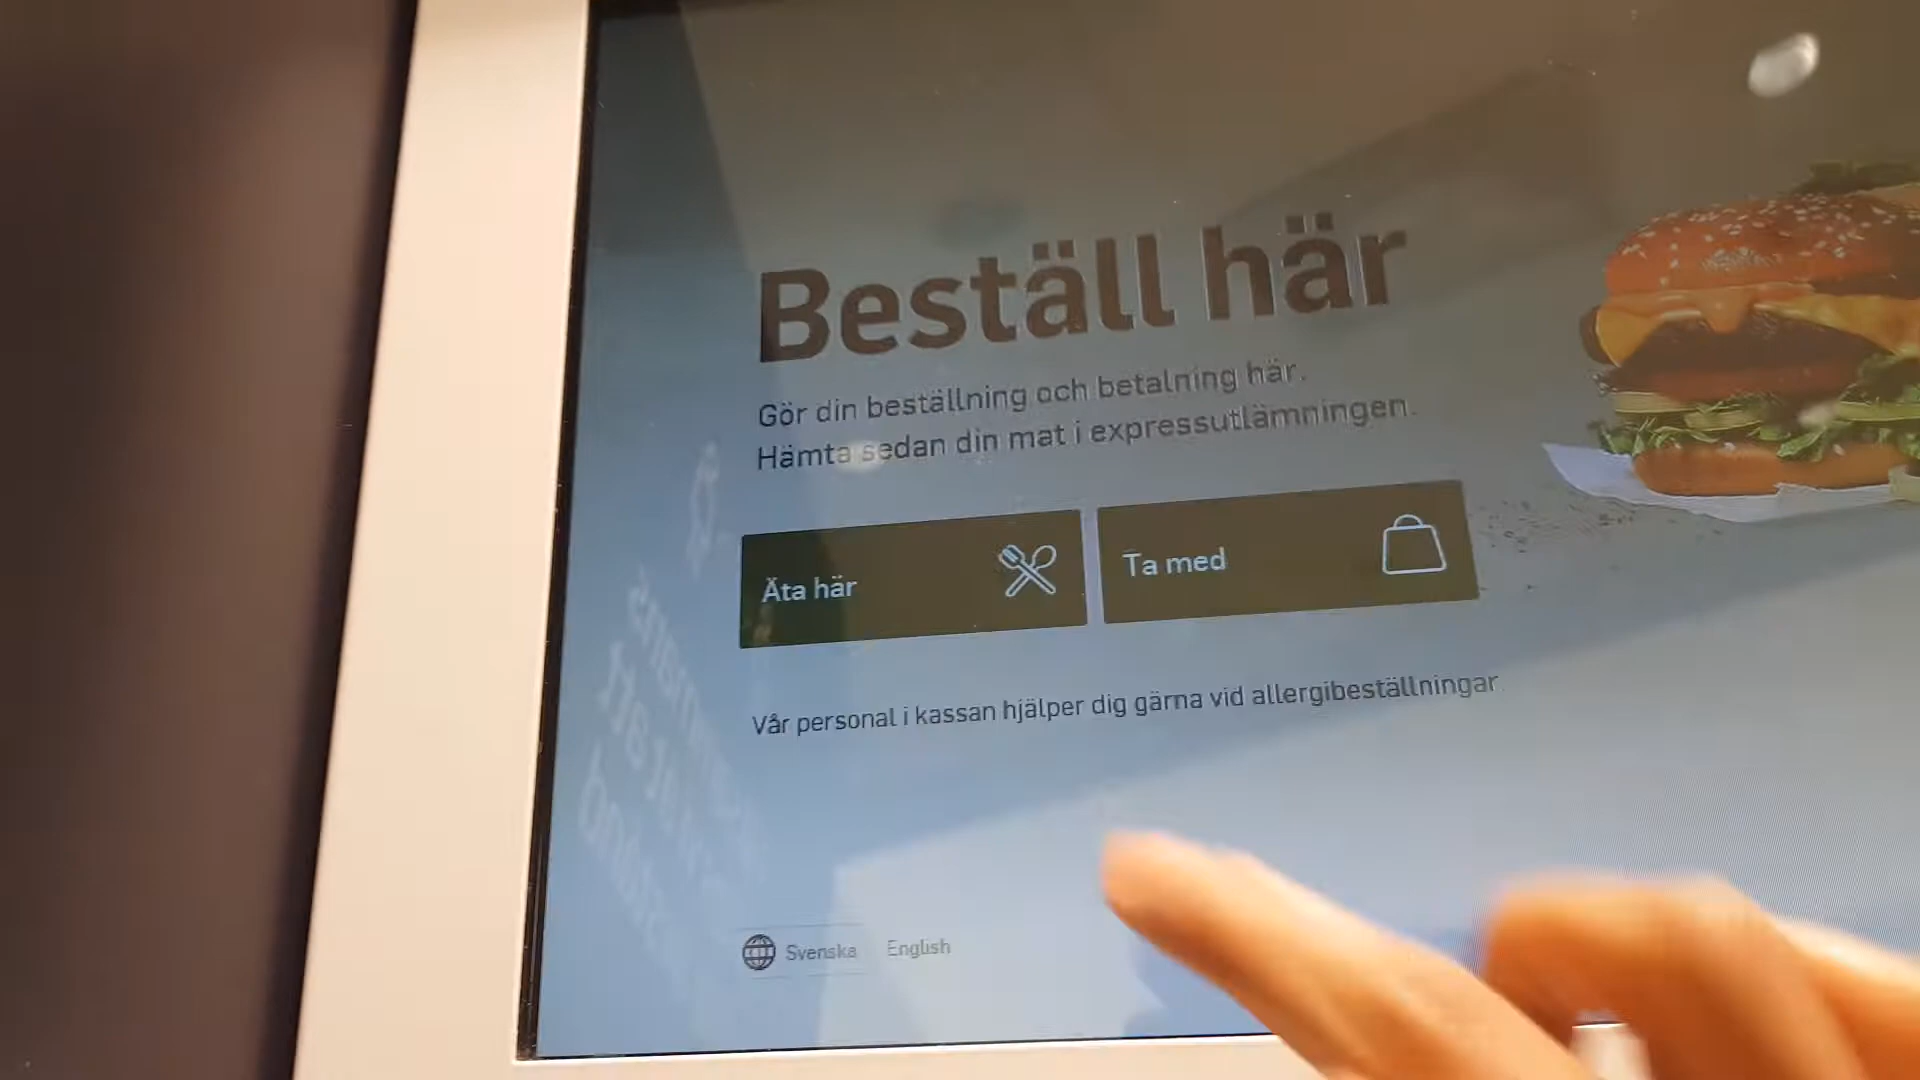 Beställ här
Gör din beställning och betalning här.
Hämta sedan din mat i expressutlämningen.
Äta här
Ta med
Vår personal i kassan hjälper dig gärna vid allergibeställningar
Svenska English